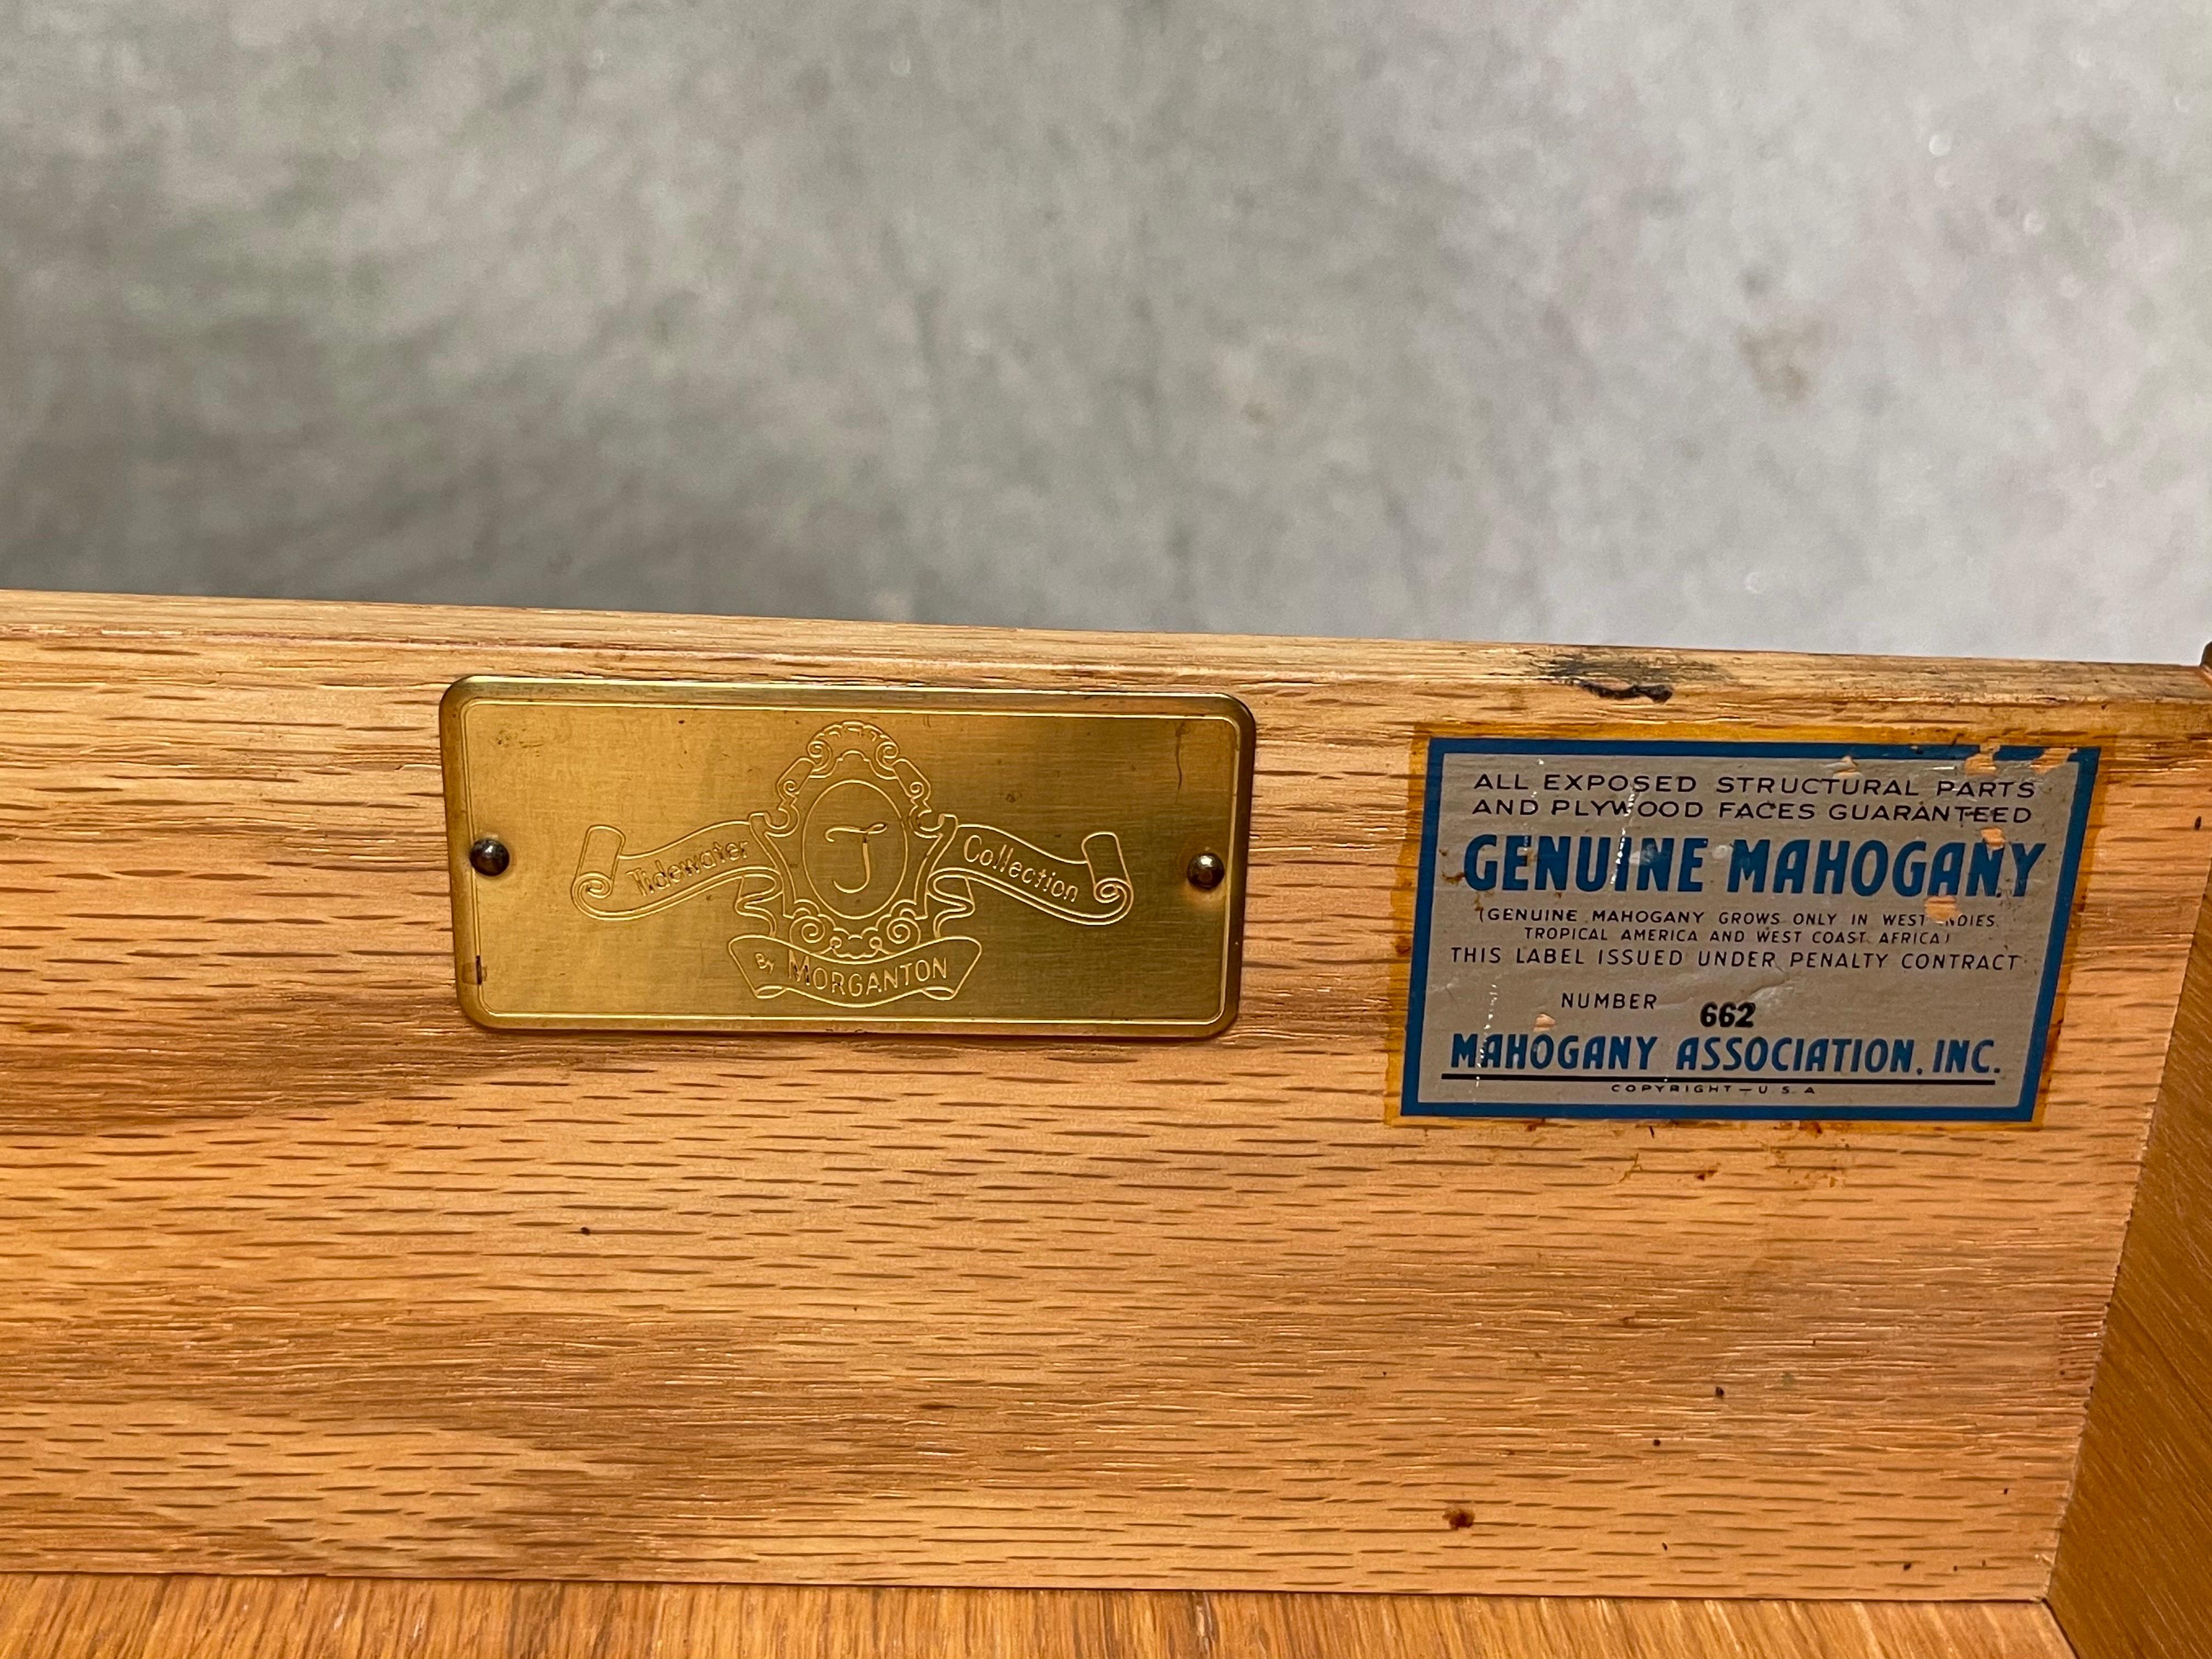 Tidewater T Collection
By MORGANTON
ALL EXPOSED STRUCTURAL PARTS
AND PLYWOOD FACES GUARANTEED
GENUINE MAHOGANY
(GENUINE MAHOGANY GROWS ONLY IN WEST INDIES
TROPICAL AMERICA AND WEST COAST AFRICA)
THIS LABEL ISSUED UNDER PENALTY CONTRACT
NUMBER 662
MAHOGANY ASSOCIATION, INC.
COPYRIGHT—U.S.A